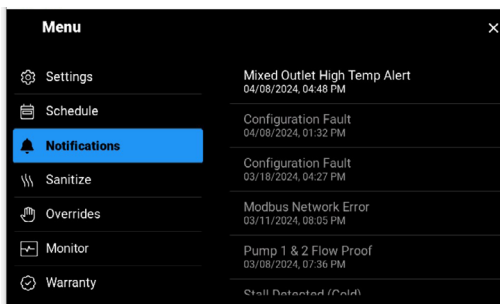 Menu
Settings
Schedule
Notifications
Sanitize
Overrides
Monitor
Warranty
Mixed Outlet High Temp Alert
04/08/2024, 04:48 PM
Configuration Fault
04/08/2024, 01:32 PM
Configuration Fault
03/18/2024, 04:27 PM
Modbus Network Error
03/11/2024, 08:05 PM
Pump 1 & 2 Flow Proof
03/08/2024, 07:36 PM
Stall Detected (Cold)